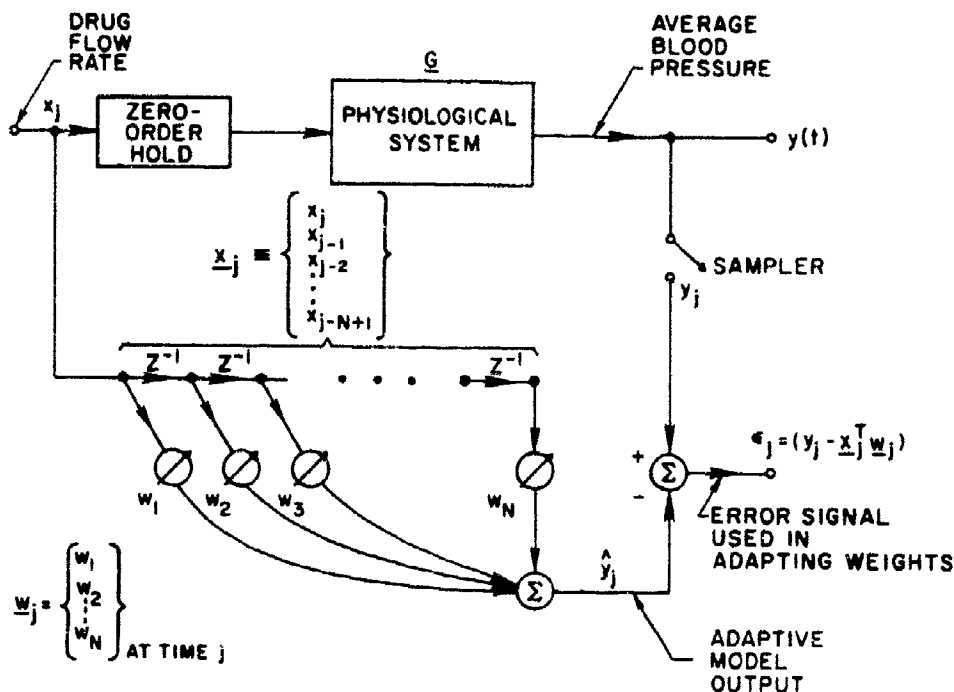 DRUG
FLOW
RATE
x_j
ZERO-
ORDER
HOLD
G
PHYSIOLOGICAL
SYSTEM
AVERAGE
BLOOD
PRESSURE
y(t)
x_j ≡ { x_j
x_{j-1}
x_{j-2}
⋮
x_{j-N+1} }
SAMPLER
y_j
Z^{-1} Z^{-1} . . . . Z^{-1}
w_1 w_2 w_3 w_N
+
-
Σ
ϵ_j = (y_j - x_j^T w_j)
ERROR SIGNAL
USED IN
ADAPTING WEIGHTS
Σ
ŷ_j
w_j = { w_1
w_2
⋮
w_N } AT TIME j
ADAPTIVE
MODEL
OUTPUT